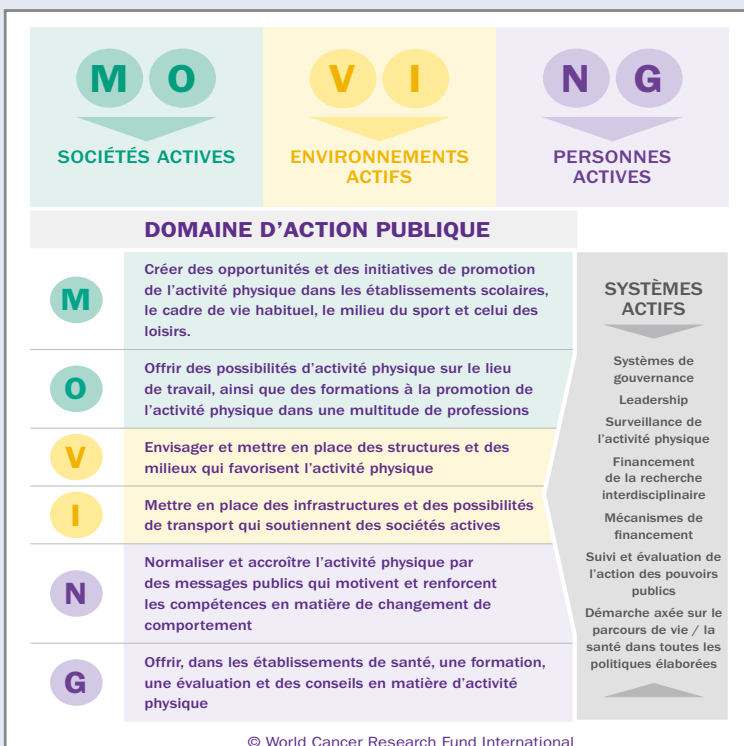 M O
SOCIÉTÉS ACTIVES
V I
ENVIRONNEMENTS
ACTIFS
N G
PERSONNES
ACTIVES
DOMAINE D’ACTION PUBLIQUE
M
Créer des opportunités et des initiatives de promotion
de l’activité physique dans les établissements scolaires,
le cadre de vie habituel, le milieu du sport et celui des
loisirs.
O
Offrir des possibilités d’activité physique sur le lieu
de travail, ainsi que des formations à la promotion de
l’activité physique dans une multitude de professions
V
Envisager et mettre en place des structures et des
milieux qui favorisent l’activité physique
I
Mettre en place des infrastructures et des possibilités
de transport qui soutiennent des sociétés actives
N
Normaliser et accroître l’activité physique par
des messages publics qui motivent et renforcent
les compétences en matière de changement de
comportement
G
Offrir, dans les établissements de santé, une formation,
une évaluation et des conseils en matière d’activité
physique
SYSTÈMES
ACTIFS
Systèmes de
gouvernance
Leadership
Surveillance de
l’activité physique
Financement
de la recherche
interdisciplinaire
Mécanismes de
financement
Suivi et évaluation de
l’action des pouvoirs
publics
Démarche axée sur le
parcours de vie / la
santé dans toutes les
politiques élaborées
© World Cancer Research Fund International